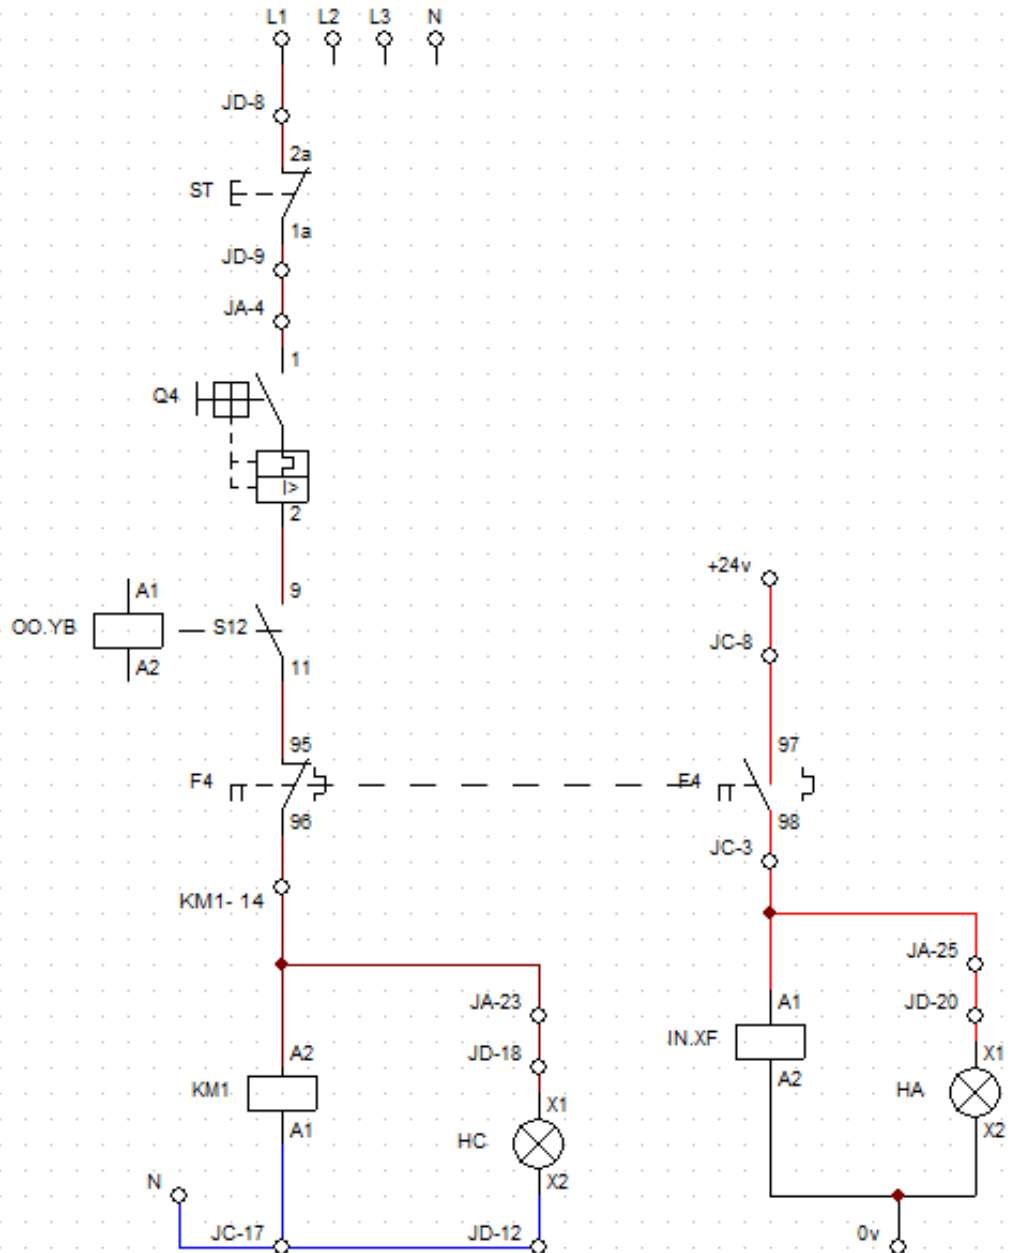 L1 L2 L3 N
JD-8
2a
ST
1a
JD-9
JA-4
1
Q4
I>
2
+24v
9
A1
OO.YB
S12
JC-8
A2
11
95
97
F4
F4
96
98
JC-3
KM1- 14
JA-25
JA-23
JD-20
A1
IN.XF
A2
JD-18
X1
A2
KM1
HA
X1
A1
X2
HC
X2
N
JC-17
JD-12
0v